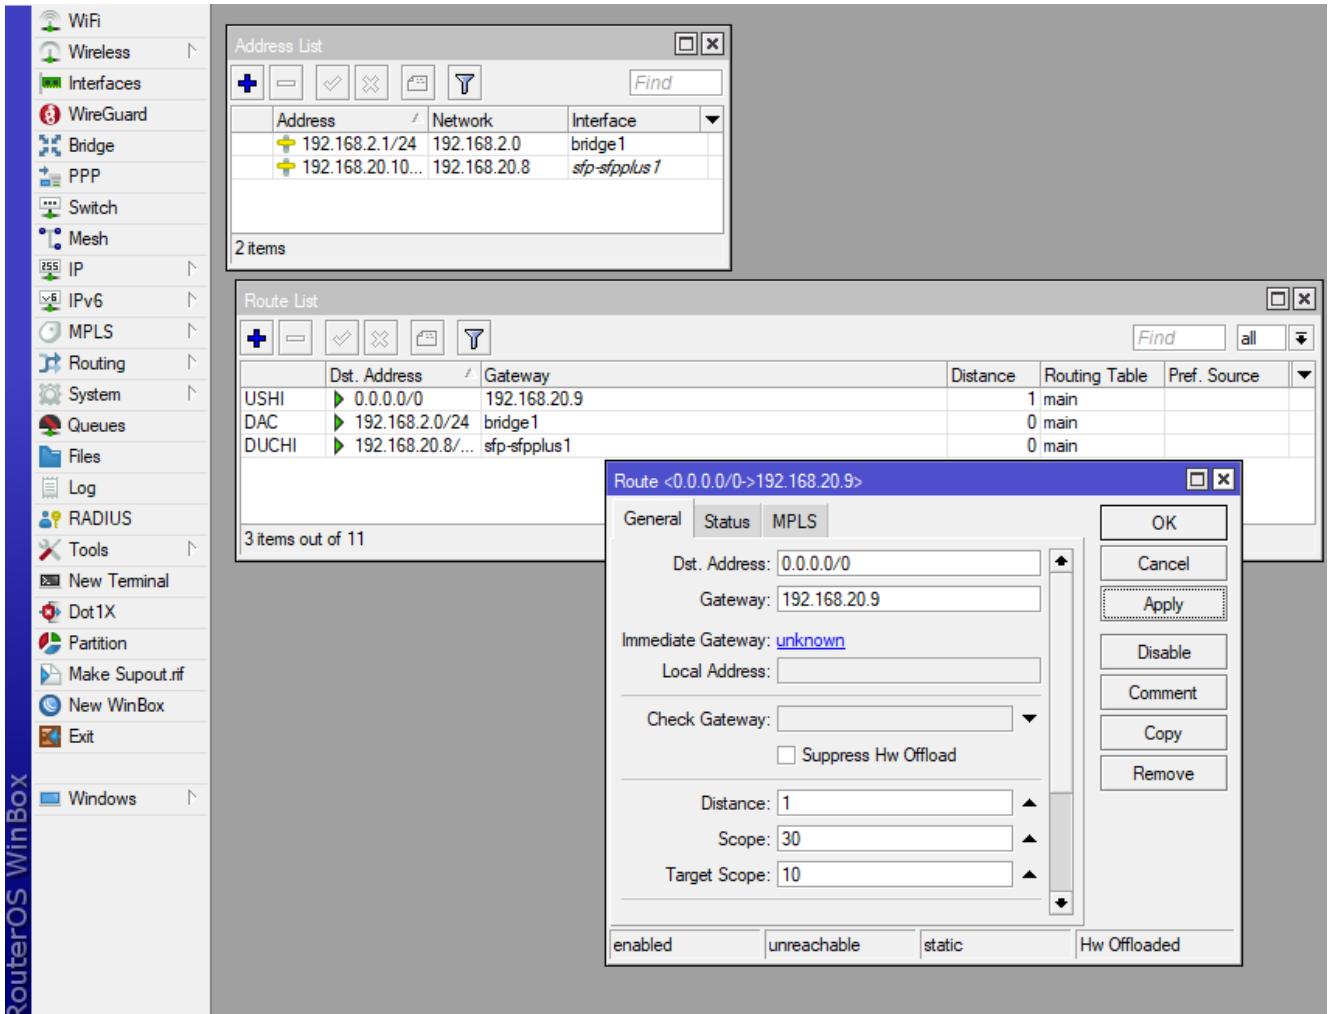 WiFi
Wireless
Interfaces
WireGuard
Bridge
PPP
Switch
Mesh
IP
IPv6
MPLS
Routing
System
Queues
Files
Log
RADIUS
Tools
New Terminal
Dot1X
Partition
Make Supout.rif
New WinBox
Exit
Windows
RouterOS WinBox
Address List
Find
Address Network Interface
192.168.2.1/24 192.168.2.0 bridge1
192.168.20.10... 192.168.20.8 sfp-sfpplus1
2 items
Route List
Find all
Dst. Address Gateway Distance Routing Table Pref. Source
USHI 0.0.0.0/0 192.168.20.9 1 main
DAC 192.168.2.0/24 bridge1 0 main
DUCHI 192.168.20.8/... sfp-sfpplus1 0 main
3 items out of 11
Route <0.0.0.0/0->192.168.20.9>
General Status MPLS
Dst. Address: 0.0.0.0/0
Gateway: 192.168.20.9
Immediate Gateway: unknown
Local Address:
Check Gateway:
Suppress Hw Offload
Distance: 1
Scope: 30
Target Scope: 10
OK
Cancel
Apply
Disable
Comment
Copy
Remove
enabled unreachable static Hw Offloaded